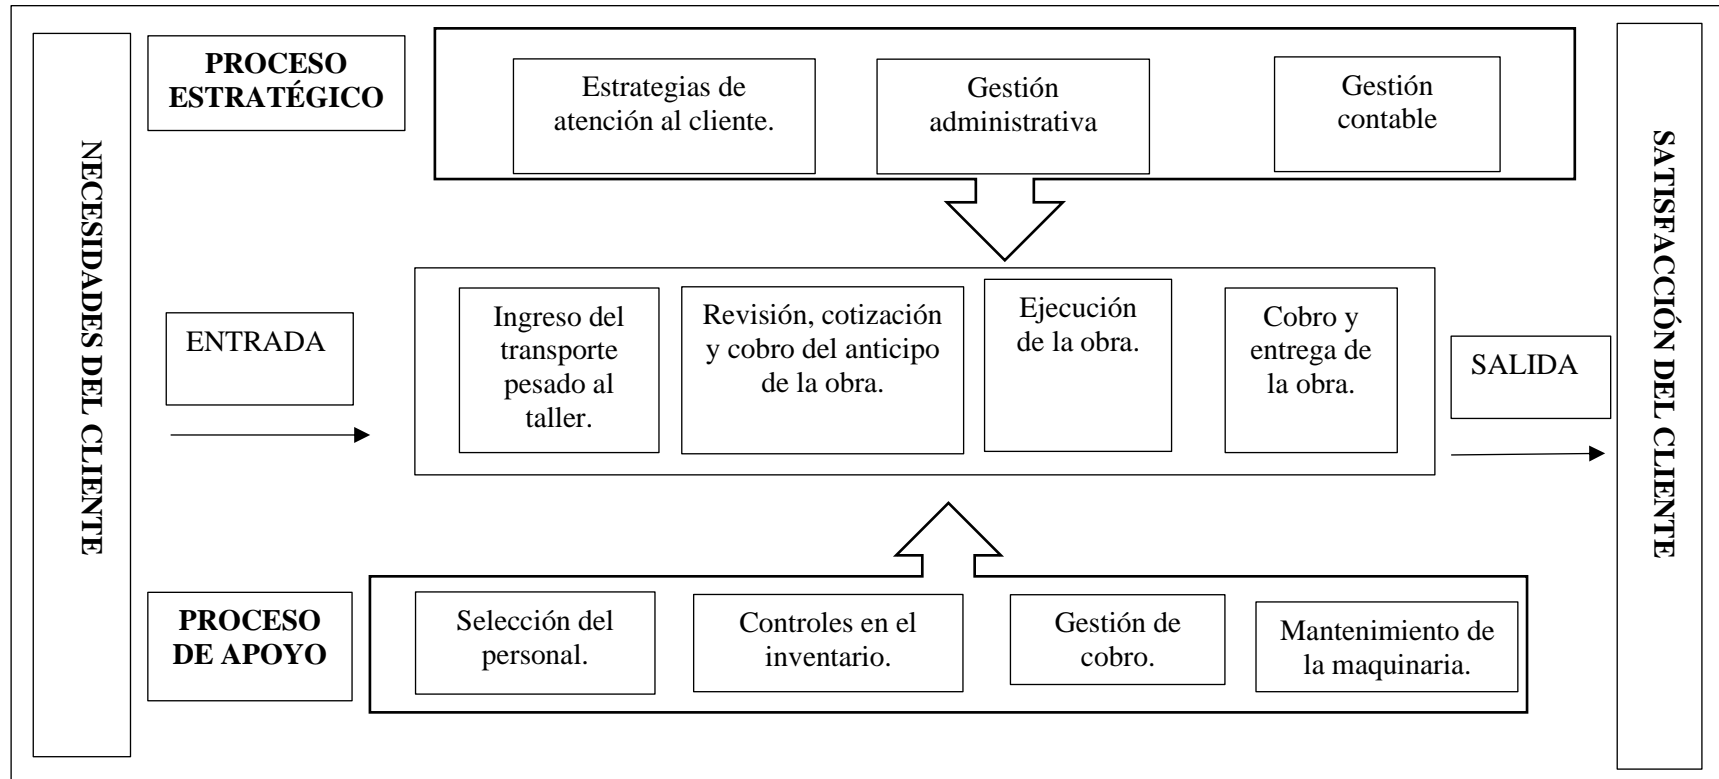 NECESIDADES DEL CLIENTE
PROCESO
ESTRATÉGICO
Estrategias de
atención al cliente.
Gestión
administrativa
Gestión
contable
ENTRADA
Ingreso del
transporte
pesado al
taller.
Revisión, cotización
y cobro del anticipo
de la obra.
Ejecución
de la obra.
Cobro y
entrega de
la obra.
SALIDA
PROCESO
DE APOYO
Selección del
personal.
Controles en el
inventario.
Gestión de
cobro.
Mantenimiento de
la maquinaria.
SATISFACCIÓN DEL CLIENTE